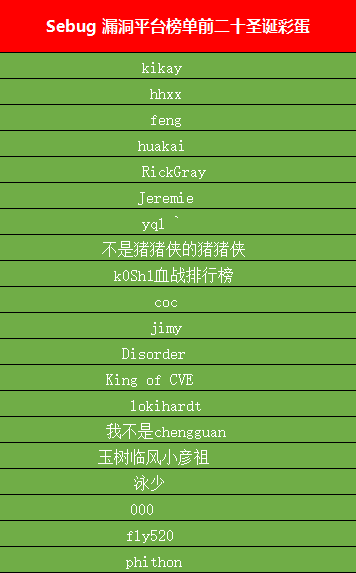 Sebug 漏洞平台榜单前二十圣诞彩蛋
kikay
hhxx
feng
huakai
RickGray
Jeremie
yql `
不是猪猪侠的猪猪侠
k0Sh1血战排行榜
coc
jimy
Disorder
King of CVE
lokihardt
我不是chengguan
玉树临风小彦祖
泳少
000
fly520
phithon